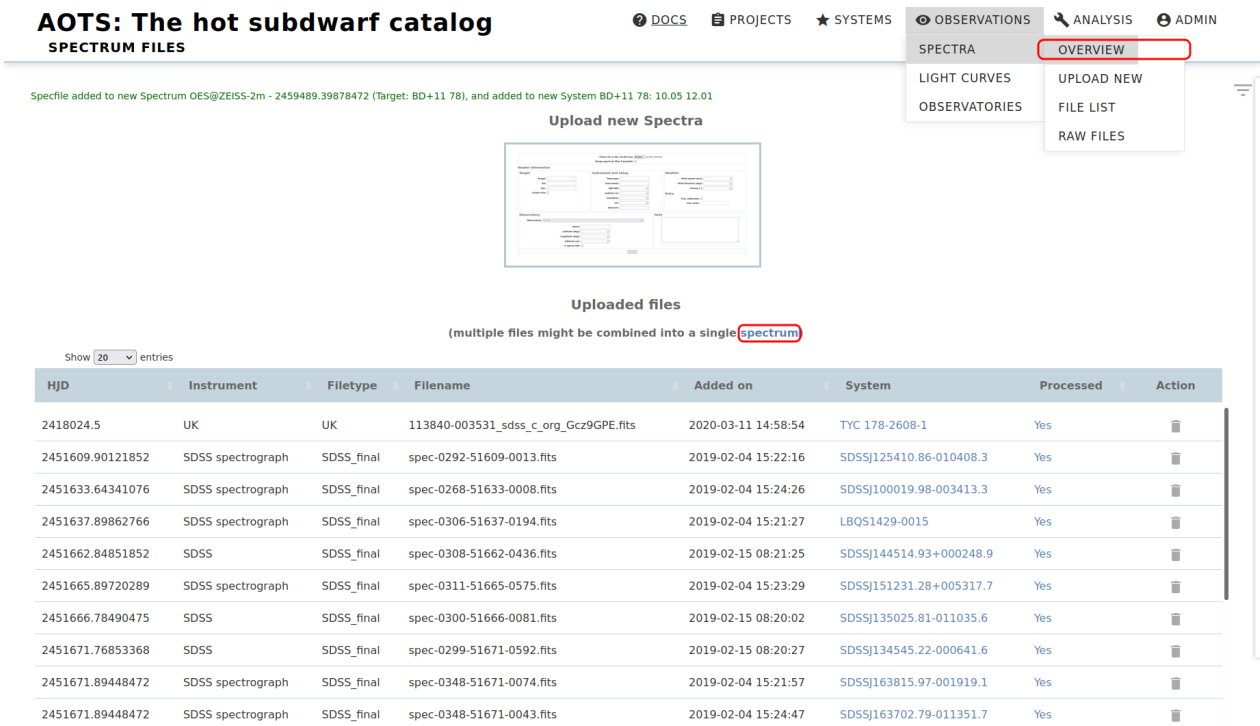 AOTS: The hot subdwarf catalog
SPECTRUM FILES
DOCS PROJECTS SYSTEMS OBSERVATIONS ANALYSIS ADMIN
SPECTRA
LIGHT CURVES
OBSERVATORIES
OVERVIEW
UPLOAD NEW
FILE LIST
RAW FILES
Specfile added to new Spectrum OES@ZEISS-2m - 2459489.39878472 (Target: BD+11 78), and added to new System BD+11 78: 10.05 12.01
Upload new Spectra
Uploaded files
(multiple files might be combined into a single spectrum)
Show 20 entries
HJD Instrument Filetype Filename Added on System Processed Action
2418024.5 UK UK 113840-003531_sdss_c_org_Gcz9GPE.fits 2020-03-11 14:58:54 TYC 178-2608-1 Yes
2451609.90121852 SDSS spectrograph SDSS_final spec-0292-51609-0013.fits 2019-02-04 15:22:16 SDSSJ125410.86-010408.3 Yes
2451633.64341076 SDSS spectrograph SDSS_final spec-0268-51633-0008.fits 2019-02-04 15:24:26 SDSSJ100019.98-003413.3 Yes
2451637.89862766 SDSS spectrograph SDSS_final spec-0306-51637-0194.fits 2019-02-04 15:21:27 LBQS1429-0015 Yes
2451662.84851852 SDSS SDSS_final spec-0308-51662-0436.fits 2019-02-15 08:21:25 SDSSJ144514.93+000248.9 Yes
2451665.89720289 SDSS spectrograph SDSS_final spec-0311-51665-0575.fits 2019-02-04 15:23:29 SDSSJ151231.28+005317.7 Yes
2451666.78490475 SDSS SDSS_final spec-0300-51666-0081.fits 2019-02-15 08:20:02 SDSSJ135025.81-011035.6 Yes
2451671.76853368 SDSS SDSS_final spec-0299-51671-0592.fits 2019-02-15 08:20:27 SDSSJ134545.22-000641.6 Yes
2451671.89448472 SDSS spectrograph SDSS_final spec-0348-51671-0074.fits 2019-02-04 15:21:57 SDSSJ163815.97-001919.1 Yes
2451671.89448472 SDSS spectrograph SDSS_final spec-0348-51671-0043.fits 2019-02-04 15:24:47 SDSSJ163702.79-011351.7 Yes